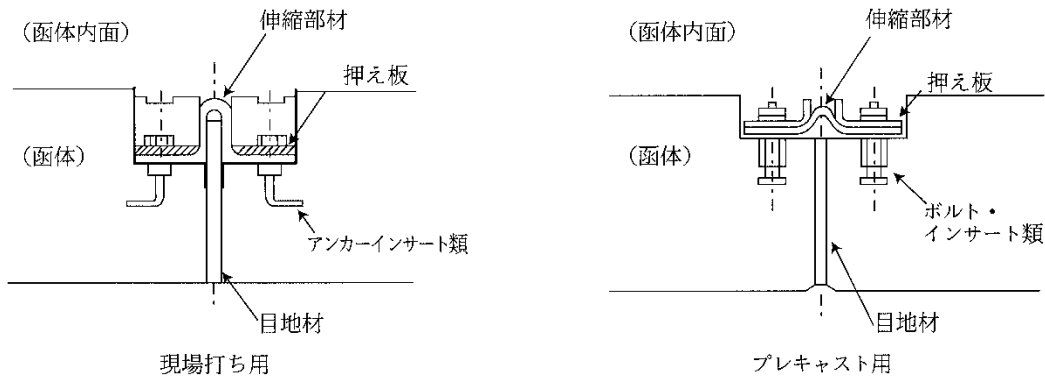 (函体内面)
伸縮部材
押え板
(函体)
アンカーインサート類
目地材
現場打ち用
(函体内面)
伸縮部材
押え板
(函体)
ボルト・
インサート類
目地材
プレキャスト用